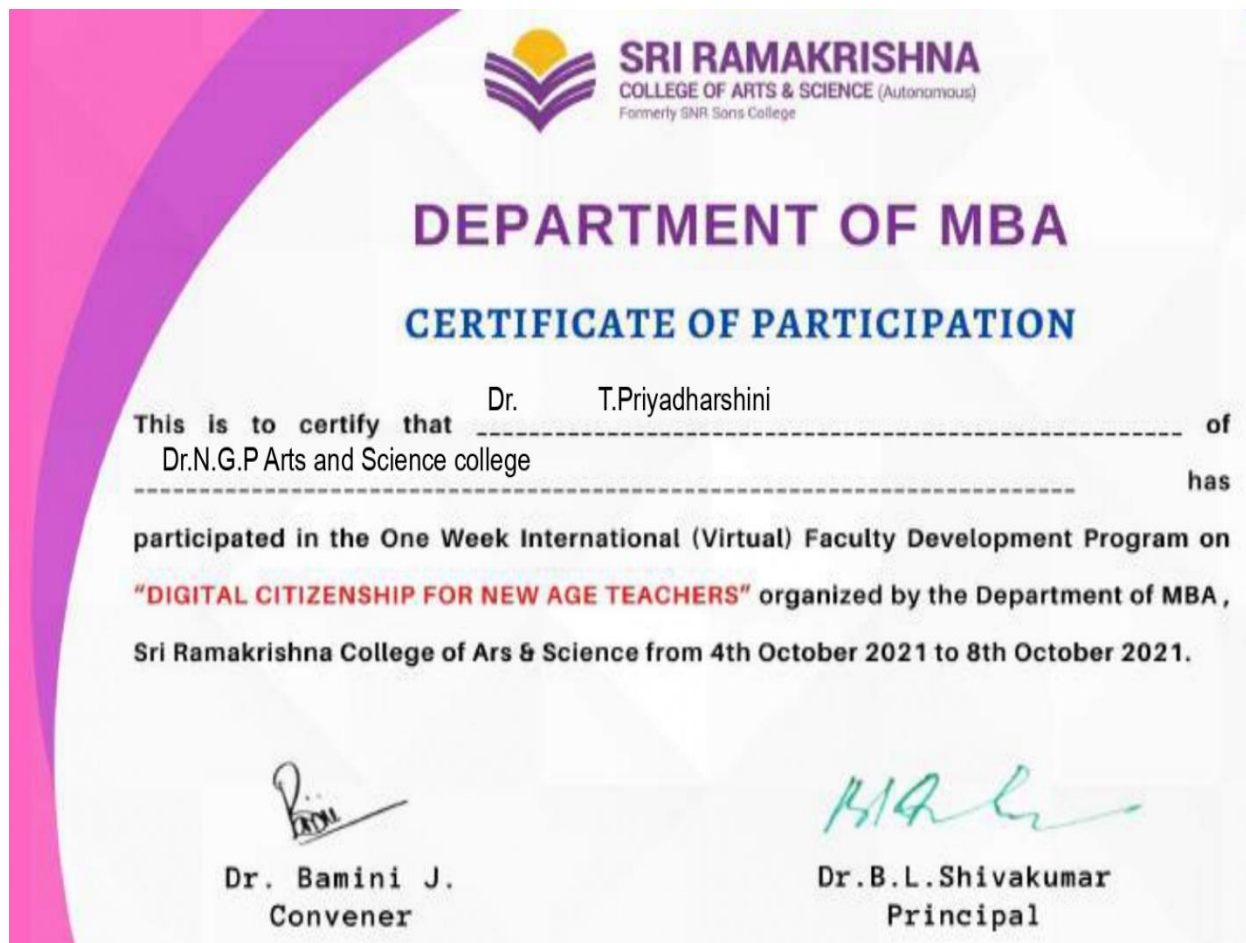 SRI RAMAKRISHNA
COLLEGE OF ARTS & SCIENCE (Autonomous)
Formerly SNR Sons College
DEPARTMENT OF MBA
CERTIFICATE OF PARTICIPATION
This is to certify that Dr. T.Priyadharshini of
Dr.N.G.P Arts and Science college has
participated in the One Week International (Virtual) Faculty Development Program on
“DIGITAL CITIZENSHIP FOR NEW AGE TEACHERS” organized by the Department of MBA ,
Sri Ramakrishna College of Ars & Science from 4th October 2021 to 8th October 2021.
Dr. Bamini J.
Convener
Dr.B.L.Shivakumar
Principal